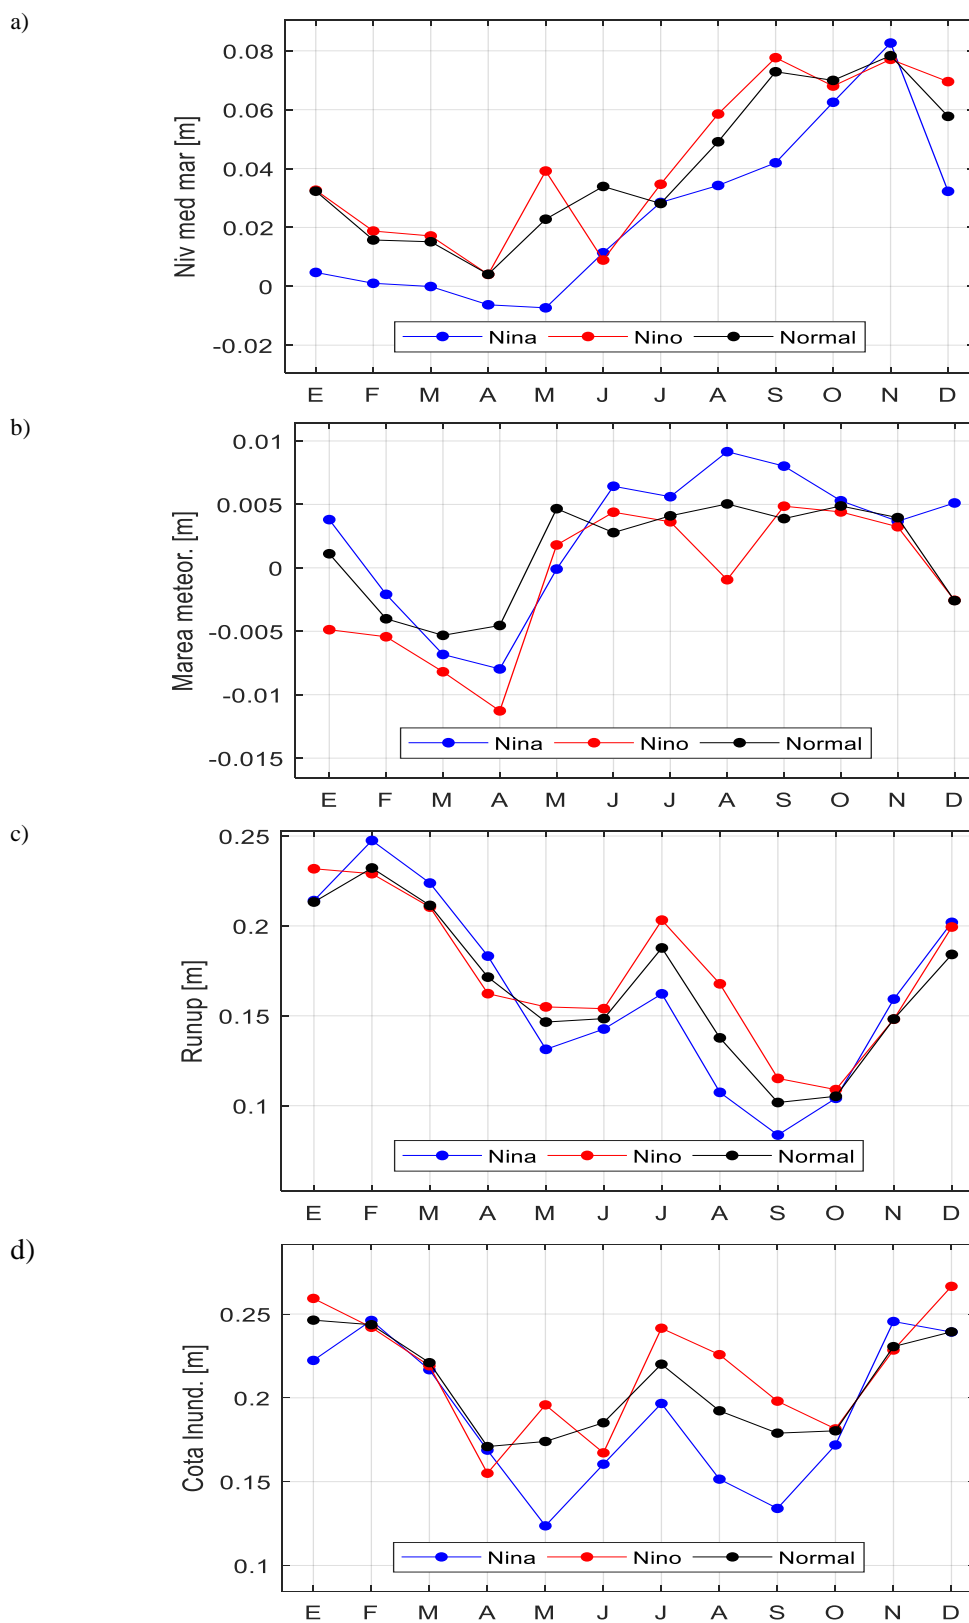 a)
Niv med mar [m]
0.08
0.06
0.04
0.02
0
-0.02
Nina Nino Normal
E F M A M J J A S O N D
b)
Marea meteor. [m]
0.01
0.005
0
-0.005
-0.01
-0.015
Nina Nino Normal
E F M A M J J A S O N D
c)
Runup [m]
0.25
0.2
0.15
0.1
Nina Nino Normal
E F M A M J J A S O N D
d)
Cota Inund. [m]
0.25
0.2
0.15
0.1
Nina Nino Normal
E F M A M J J A S O N D